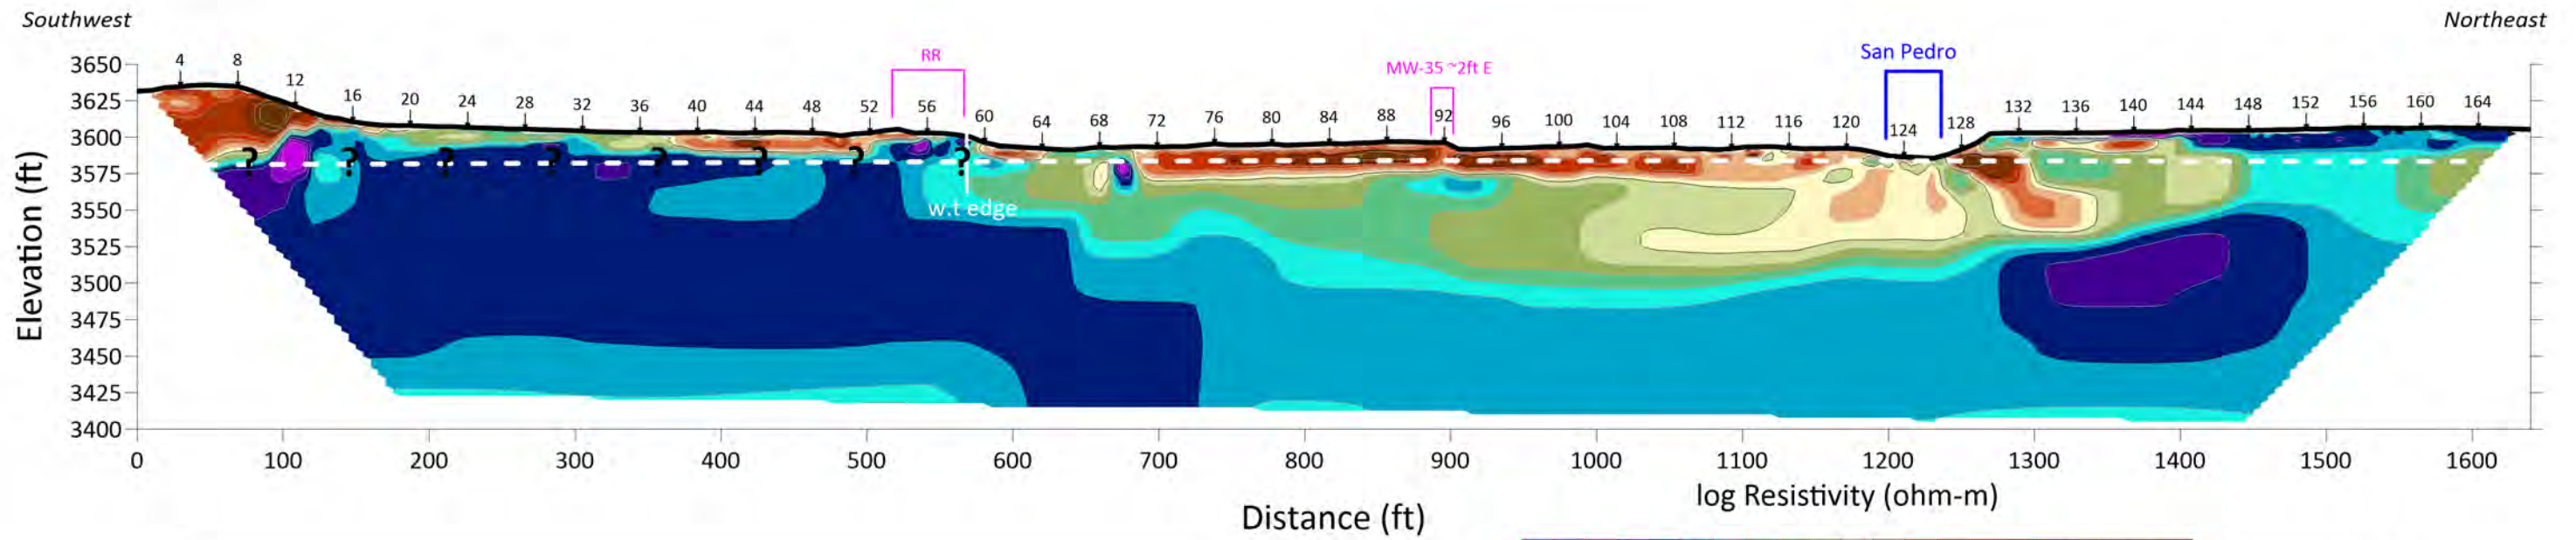 Southwest
Northeast
RR
MW-35 ~2ft E
San Pedro
4 8 12 16 20 24 28 32 36 40 44 48 52 56 60 64 68 72 76 80 84 88 92 96 100 104 108 112 116 120 124 128 132 136 140 144 148 152 156 160 164
Elevation (ft)
3650
3625
3600
3575
3550
3525
3500
3475
3450
3425
3400
? ? ? ? ? ? ? ?
w.t edge
0 100 200 300 400 500 600 700 800 900 1000 1100 1200 1300 1400 1500 1600
log Resistivity (ohm-m)
Distance (ft)